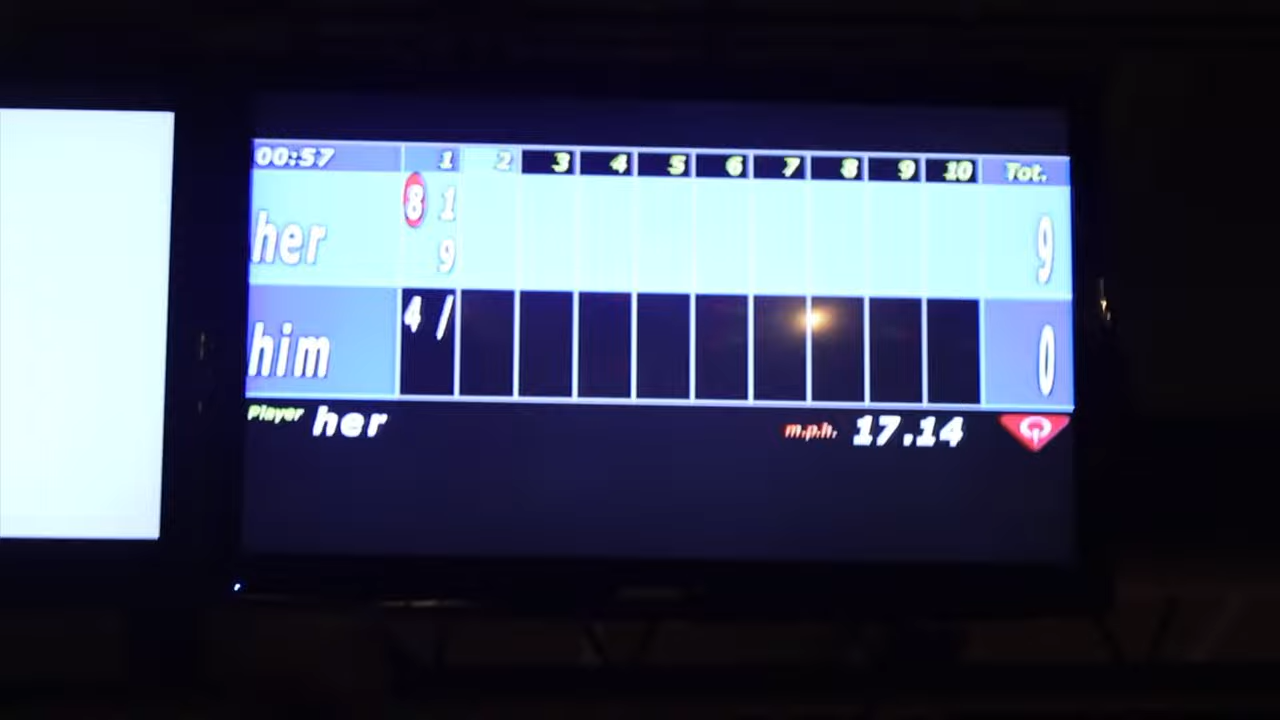 00:57 1 2 3 4 5 6 7 8 9 10 Tot.
8 1
her 9 9
4 /
him 0
Player her m.p.h. 17.14